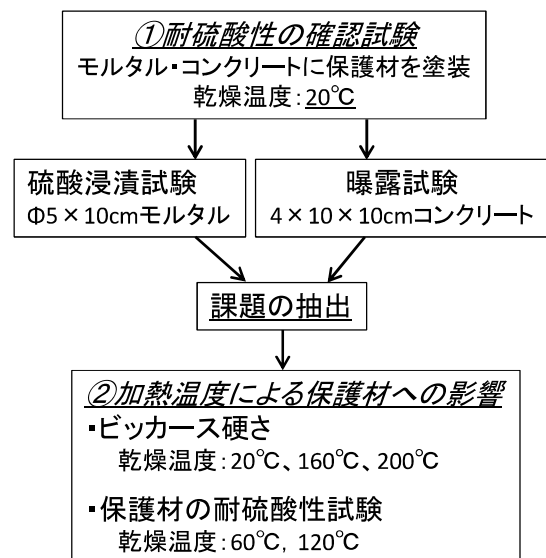 ①耐硫酸性の確認試験
モルタル・コンクリートに保護材を塗装
乾燥温度：20℃
硫酸浸漬試験
Φ5×10cmモルタル
曝露試験
4×10×10cmコンクリート
課題の抽出
②加熱温度による保護材への影響
・ビッカース硬さ
乾燥温度：20℃、160℃、200℃
・保護材の耐硫酸性試験
乾燥温度：60℃，120℃